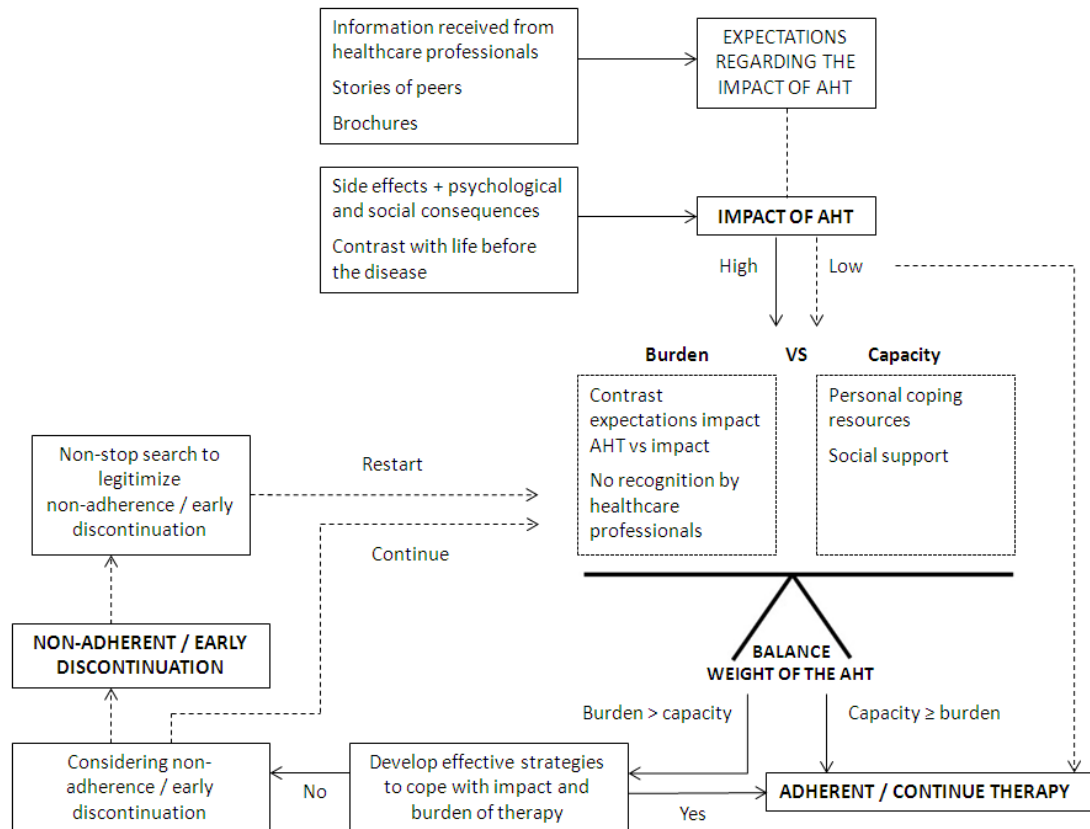 Information received from
healthcare professionals
Stories of peers
Brochures
EXPECTATIONS
REGARDING THE
IMPACT OF AHT
Side effects + psychological
and social consequences
Contrast with life before
the disease
IMPACT OF AHT
High
Low
Burden
VS
Capacity
Contrast
expectations impact
AHT vs impact
No recognition by
healthcare
professionals
Personal coping
resources
Social support
Non-stop search to
legitimize
non-adherence / early
discontinuation
Restart
Continue
NON-ADHERENT / EARLY
DISCONTINUATION
BALANCE
WEIGHT OF THE AHT
Burden > capacity
Capacity ≥ burden
Considering non-
adherence / early
discontinuation
No
Develop effective strategies
to cope with impact and
burden of therapy
Yes
ADHERENT / CONTINUE THERAPY